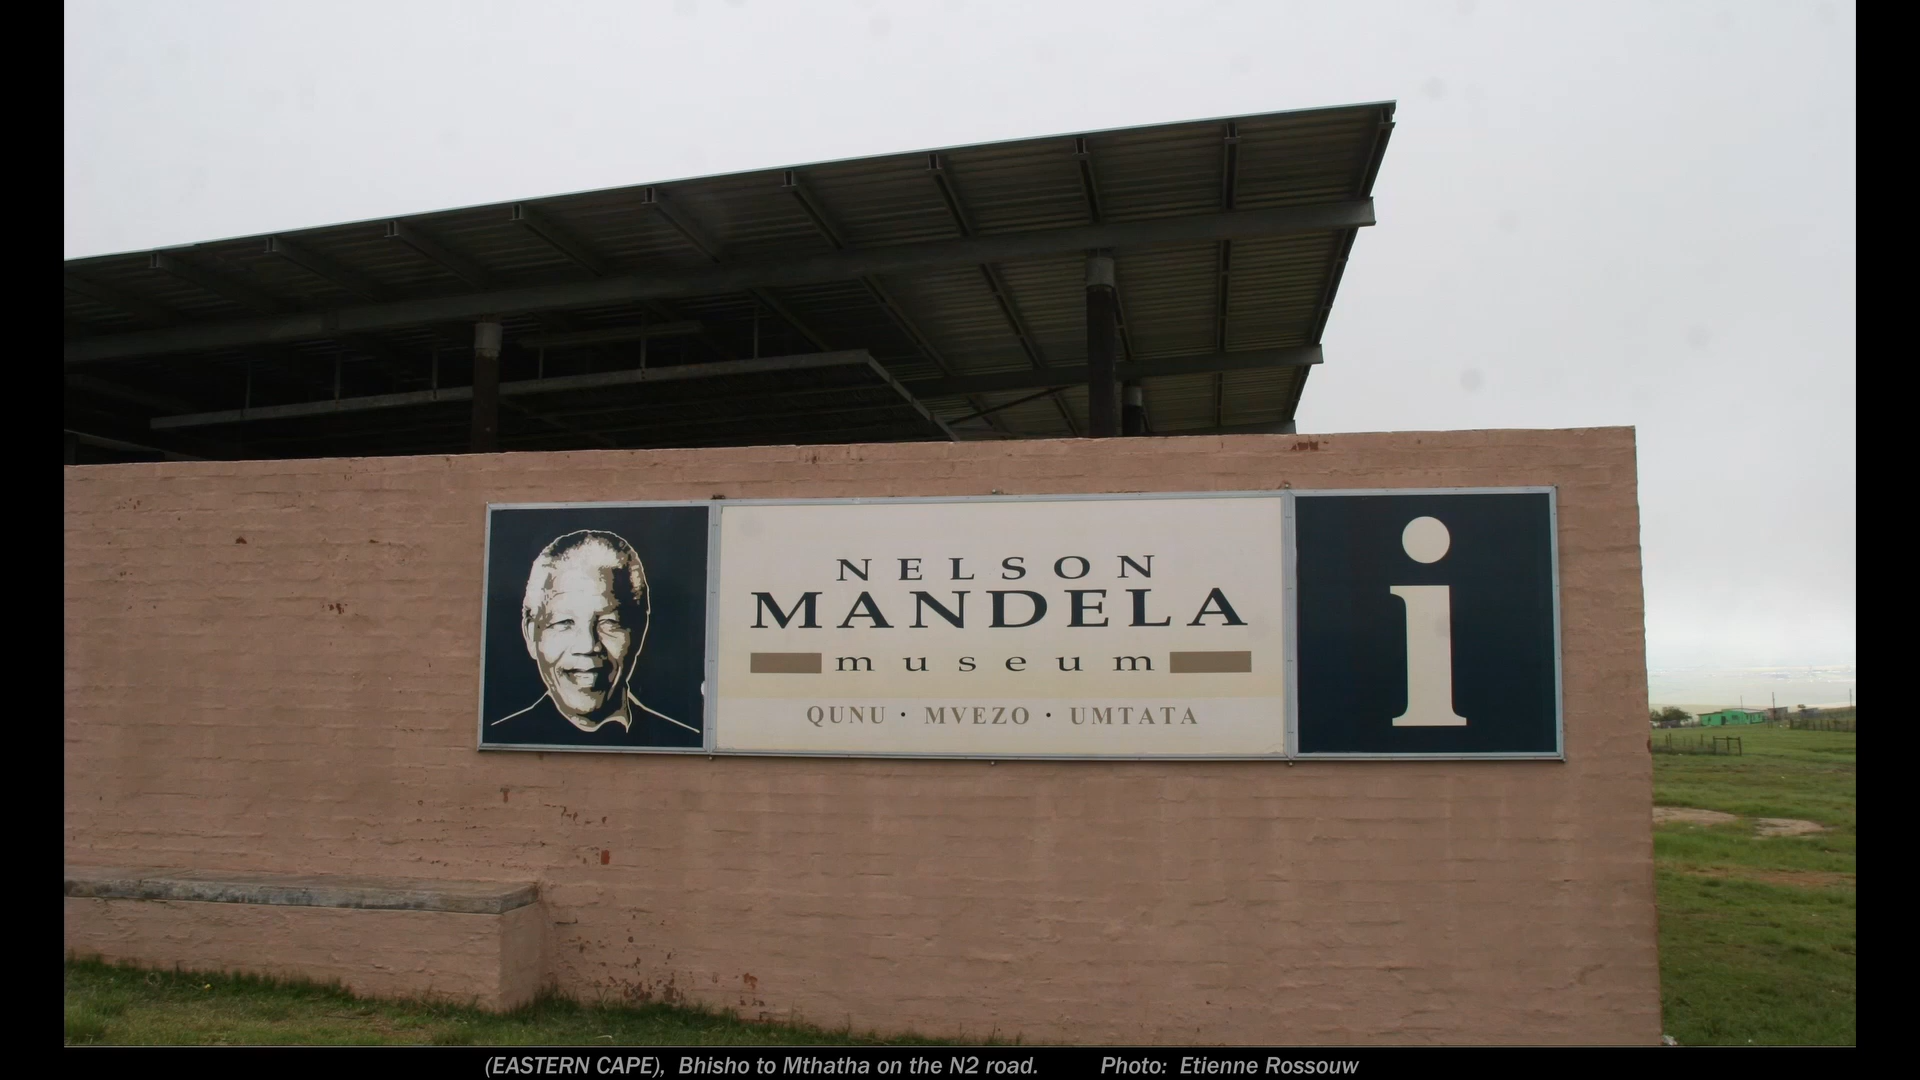 NELSON
MANDELA
museum
QUNU · MVEZO · UMTATA
i
(EASTERN CAPE), Bhisho to Mthatha on the N2 road. Photo: Etienne Rossouw